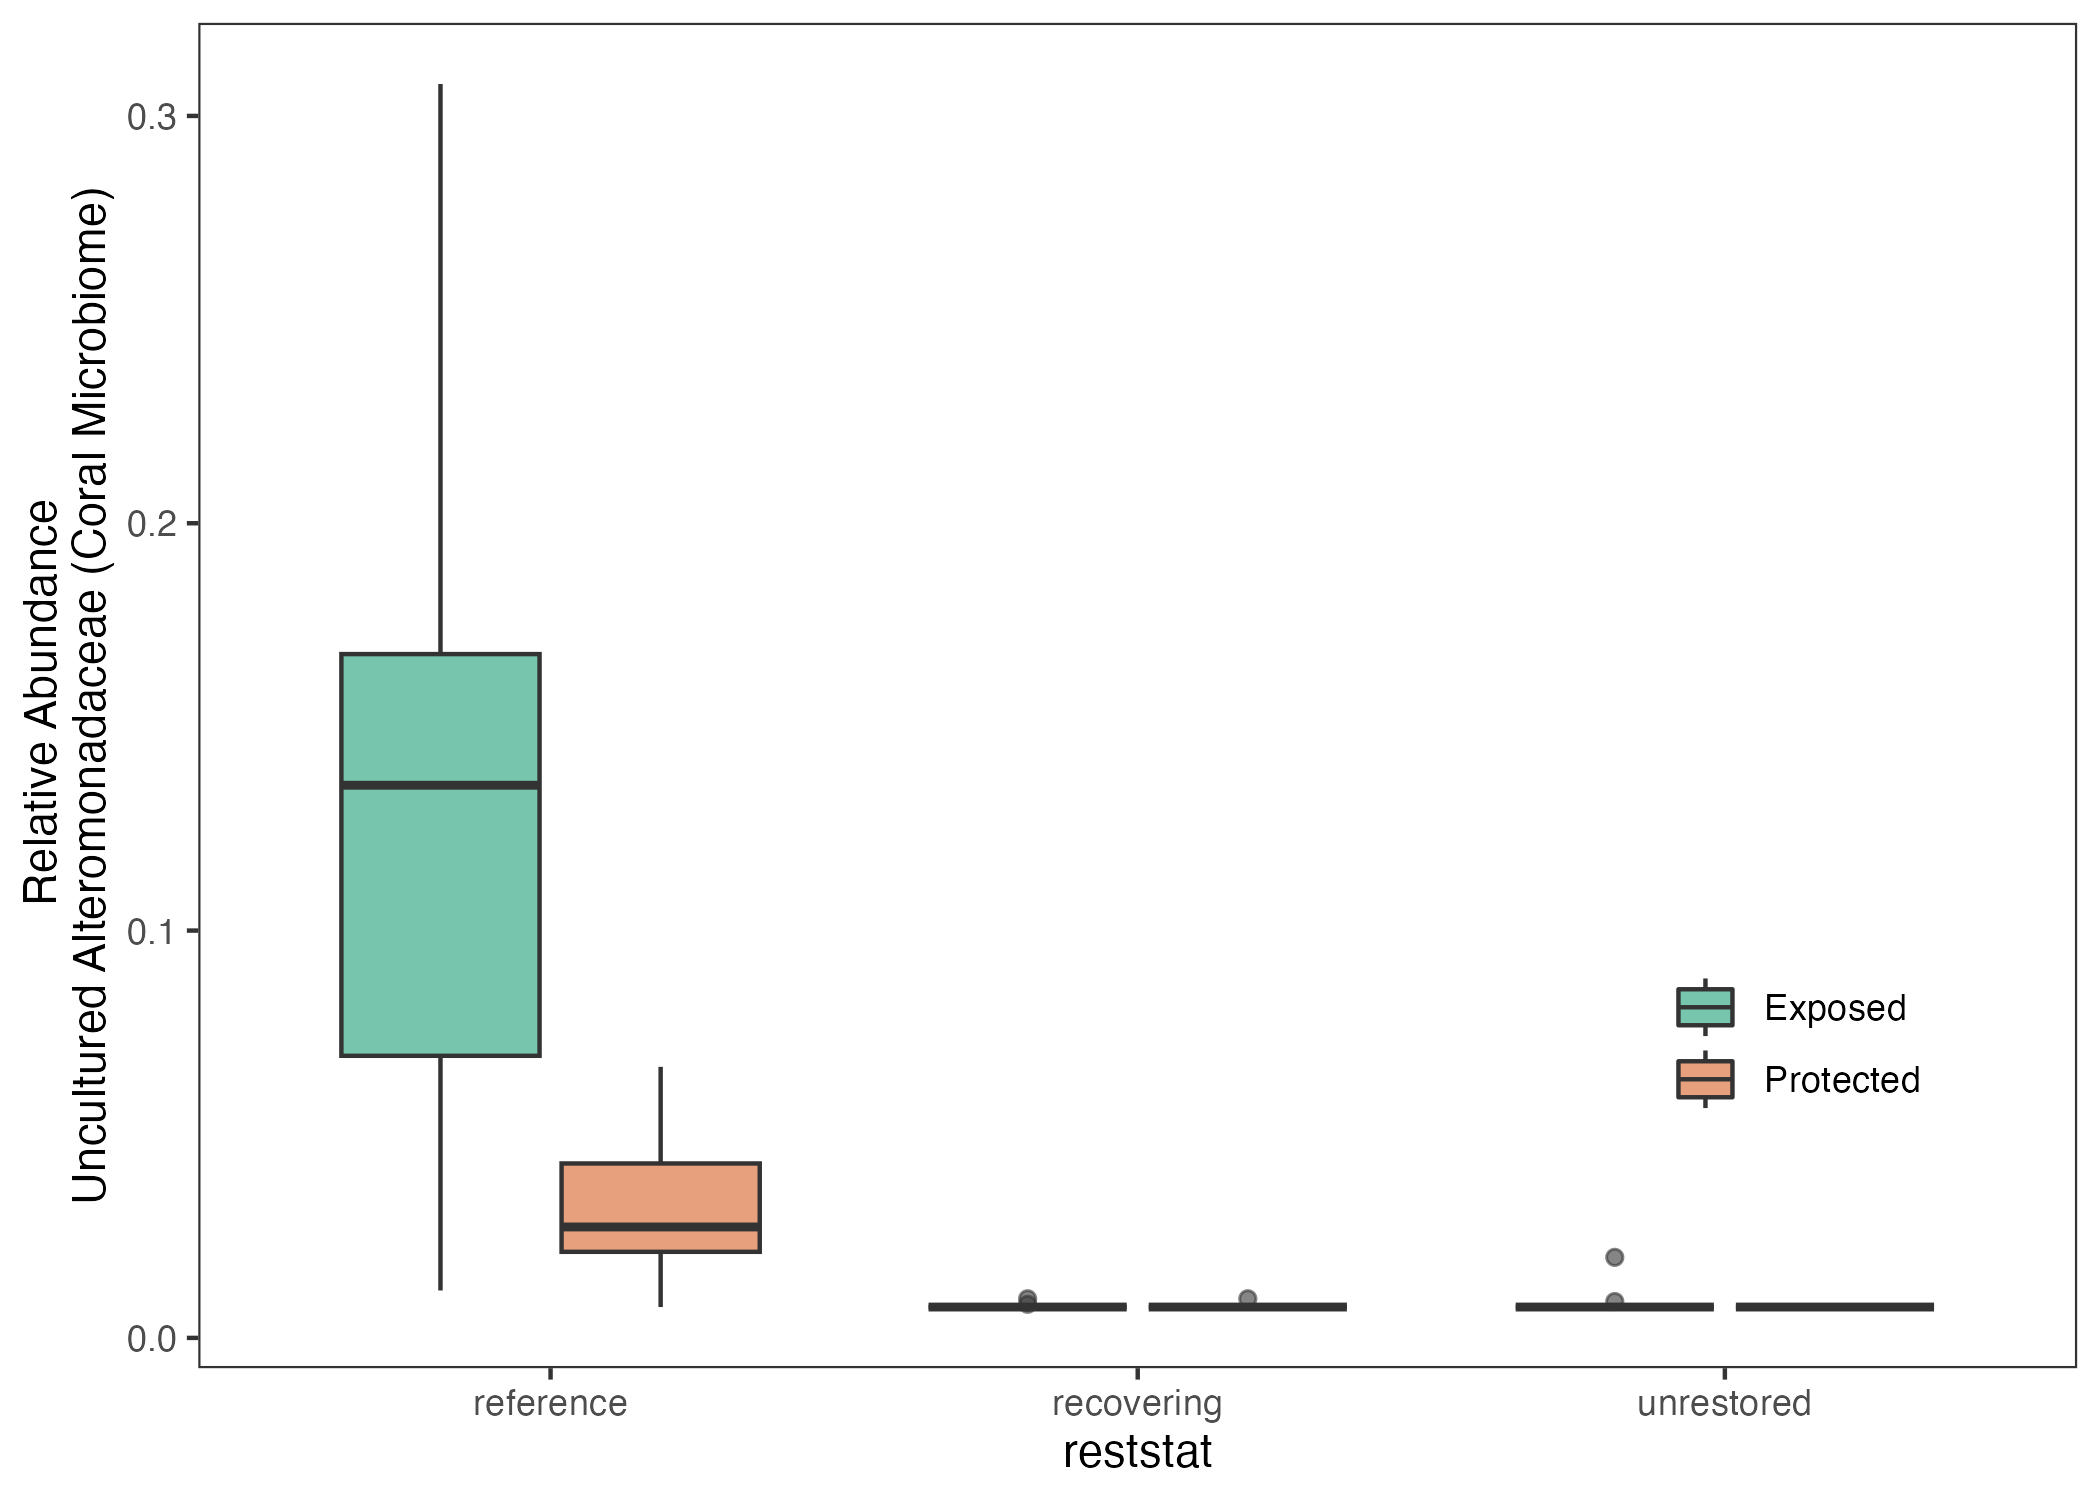 Relative Abundance
Uncultured Alteromonadaceae (Coral Microbiome)
0.3
0.2
0.1
0.0
Exposed
Protected
reference
recovering
unrestored
reststat